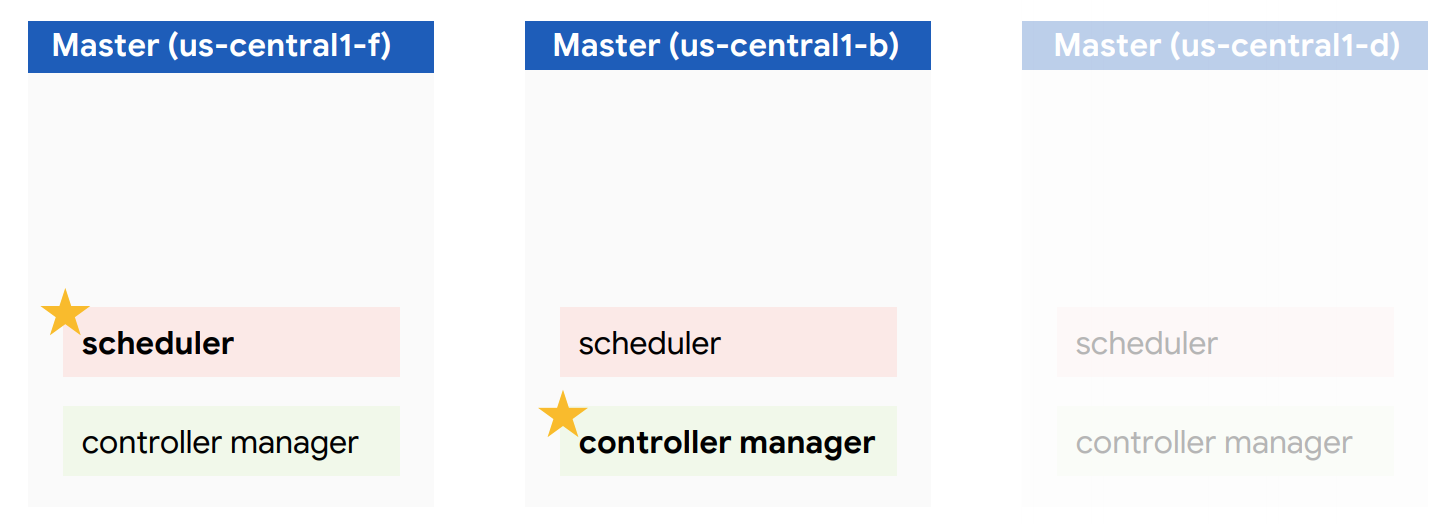 Master (us-central1-f)
Master (us-central1-b)
Master (us-central1-d)
scheduler
scheduler
scheduler
controller manager
controller manager
controller manager